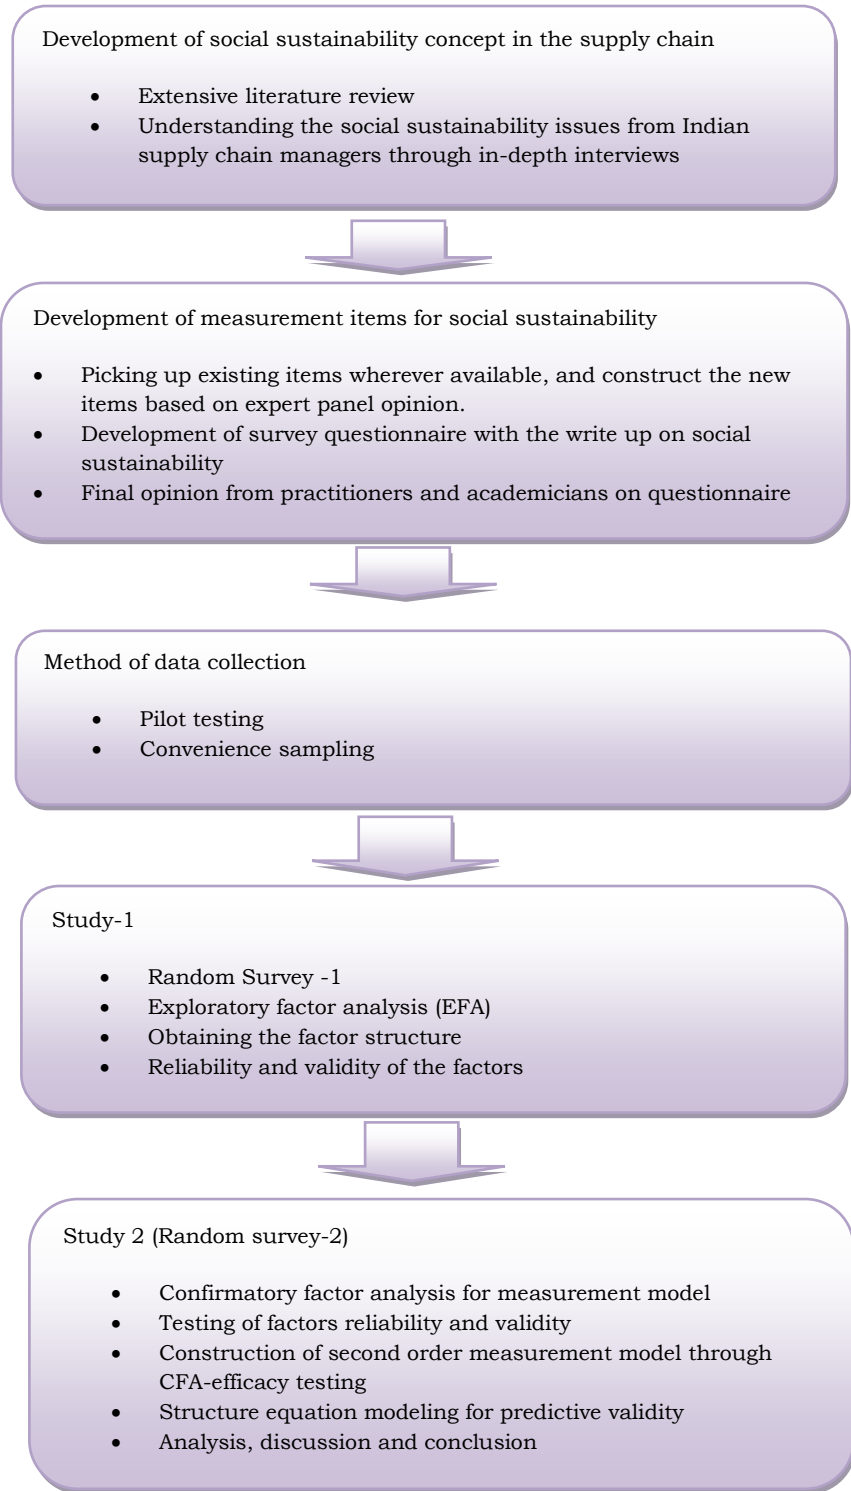 Development of social sustainability concept in the supply chain
• Extensive literature review
• Understanding the social sustainability issues from Indian
supply chain managers through in-depth interviews
Development of measurement items for social sustainability
• Picking up existing items wherever available, and construct the new
items based on expert panel opinion.
• Development of survey questionnaire with the write up on social
sustainability
• Final opinion from practitioners and academicians on questionnaire
Method of data collection
• Pilot testing
• Convenience sampling
Study-1
• Random Survey -1
• Exploratory factor analysis (EFA)
• Obtaining the factor structure
• Reliability and validity of the factors
Study 2 (Random survey-2)
• Confirmatory factor analysis for measurement model
• Testing of factors reliability and validity
• Construction of second order measurement model through
CFA-efficacy testing
• Structure equation modeling for predictive validity
• Analysis, discussion and conclusion